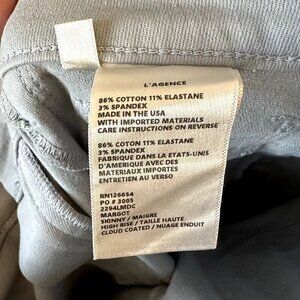 L'AGENCE
86% COTTON 11% ELASTANE
3% SPANDEX
MADE IN THE USA
WITH IMPORTED MATERIALS
CARE INSTRUCTIONS ON REVERSE
86% COTTON 11% ELASTANE
3% SPANDEX
FABRIQUE DANS LA ETATS-UNIS
D'AMERIQUE AVEC DES
MATERIAUX IMPORTES
ENTRETIEN AU VERSO
RN126654
PO # 3005
2294LMDC
MARGOT
SKINNY / MAIGRE
HIGH RISE / TAILLE HAUTE
CLOUD COATED / NUAGE ENDUIT